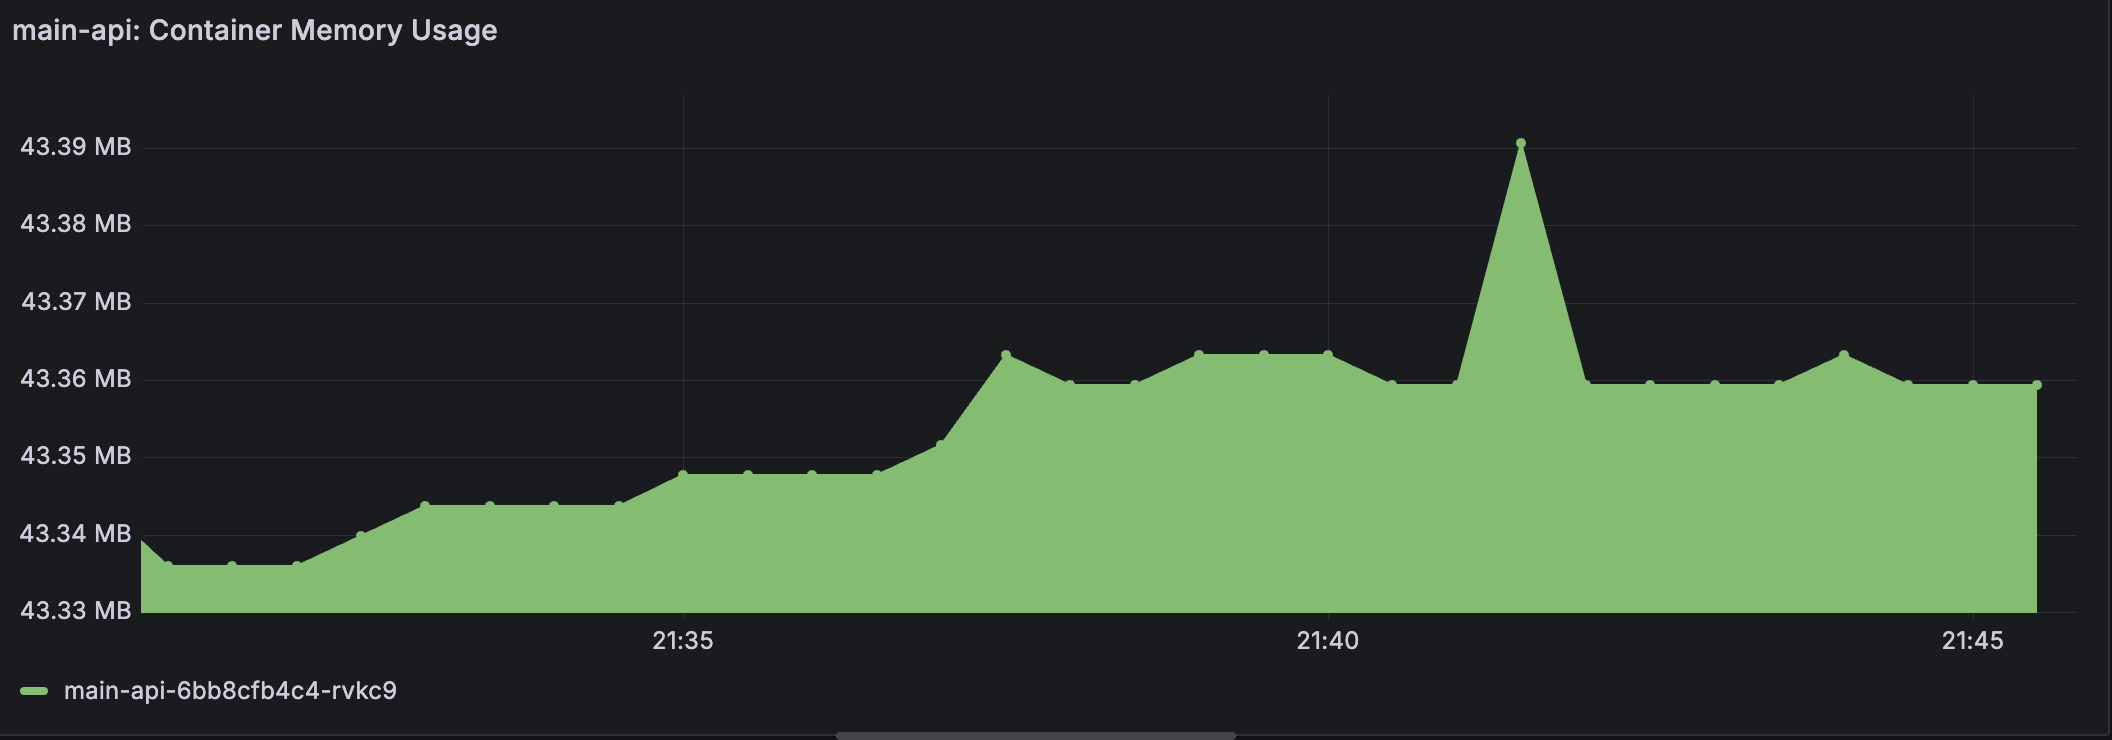 main-api: Container Memory Usage
43.39 MB
43.38 MB
43.37 MB
43.36 MB
43.35 MB
43.34 MB
43.33 MB
21:35 21:40 21:45
main-api-6bb8cfb4c4-rvkc9